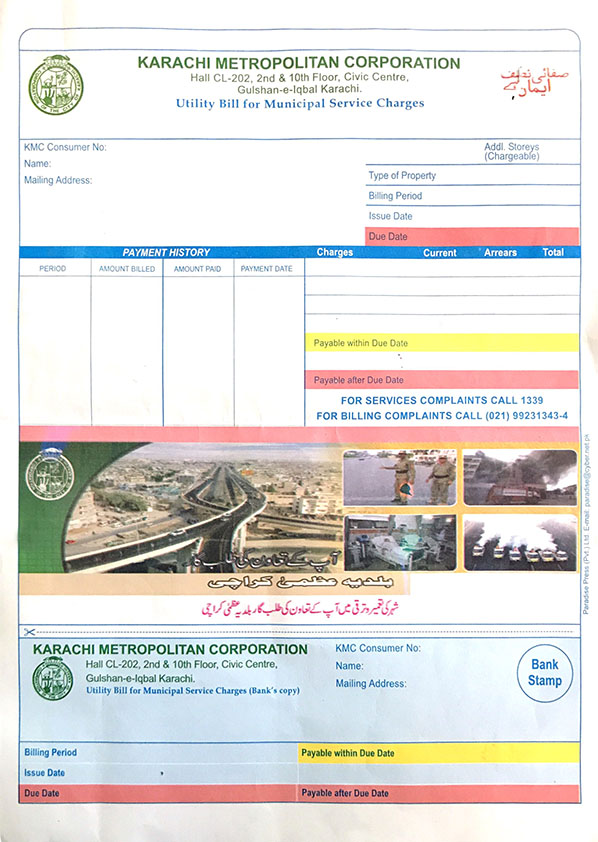 KARACHI METROPOLITAN CORPORATION
Hall CL-202, 2nd & 10th Floor, Civic Centre,
Gulshan-e-Iqbal Karachi.
Utility Bill for Municipal Service Charges
صفائی نصف
ایمان ہے
KMC Consumer No:
Name:
Mailing Address:
Addl. Storeys
(Chargeable)
Type of Property
Billing Period
Issue Date
Due Date
PAYMENT HISTORY
Charges Current Arrears Total
PERIOD AMOUNT BILLED AMOUNT PAID PAYMENT DATE
Payable within Due Date
Payable after Due Date
FOR SERVICES COMPLAINTS CALL 1339
FOR BILLING COMPLAINTS CALL (021) 99231343-4
آپ کے تعاون کی طلب گار
بلدیہ عظمیٰ کراچی
شہر کی تعمیر و ترقی میں آپ کے تعاون کی طلب گار بلدیہ عظمیٰ کراچی
Paradise Press (Pvt.) Ltd. E-mail: paradise@cyber.net.pk
KARACHI METROPOLITAN CORPORATION
Hall CL-202, 2nd & 10th Floor, Civic Centre,
Gulshan-e-Iqbal Karachi.
Utility Bill for Municipal Service Charges (Bank's copy)
KMC Consumer No:
Name:
Mailing Address:
Bank
Stamp
Billing Period
Payable within Due Date
Issue Date
Due Date
Payable after Due Date